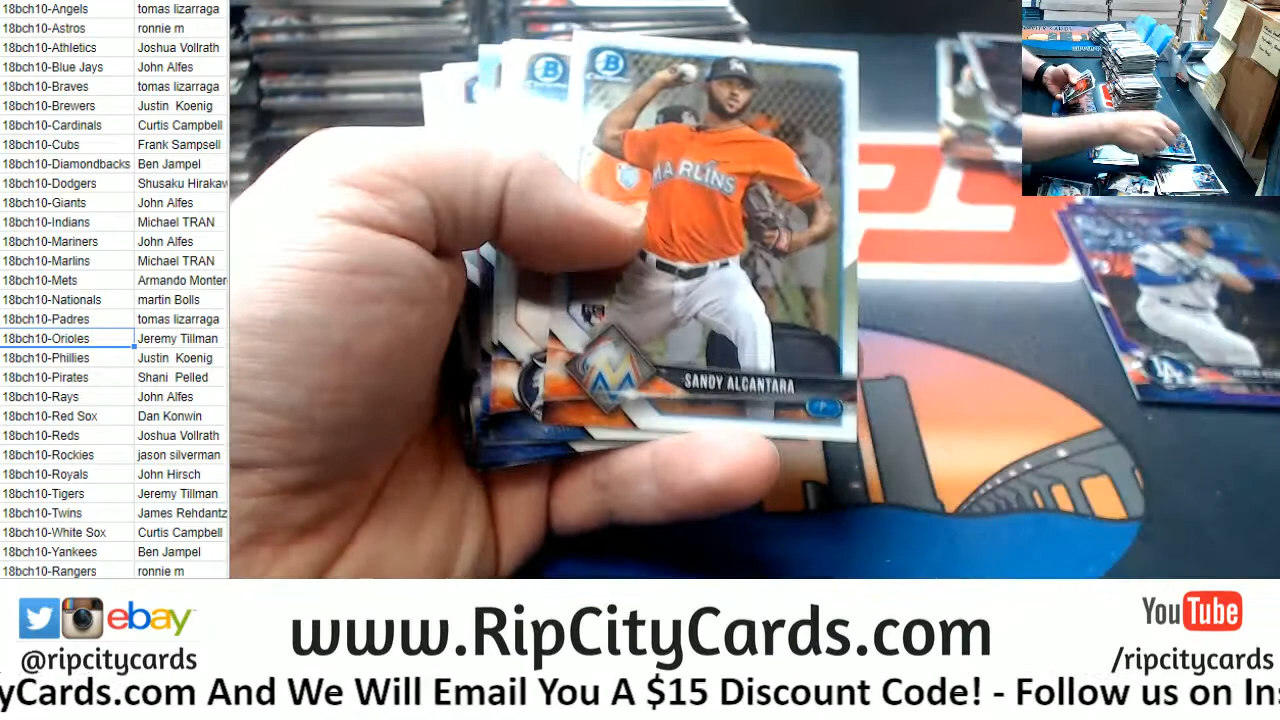 18bch10-Angels tomas lizarraga
18bch10-Astros ronnie m
18bch10-Athletics Joshua Vollrath
18bch10-Blue Jays John Alfes
18bch10-Braves tomas lizarraga
18bch10-Brewers Justin Koenig
18bch10-Cardinals Curtis Campbell
18bch10-Cubs Frank Sampsell
18bch10-Diamondbacks Ben Jampel
18bch10-Dodgers Shusaku Hirakav
18bch10-Giants John Alfes
18bch10-Indians Michael TRAN
18bch10-Mariners John Alfes
18bch10-Marlins Michael TRAN
18bch10-Mets Armando Monter
18bch10-Nationals martin Bolls
18bch10-Padres tomas lizarraga
18bch10-Orioles Jeremy Tillman
18bch10-Phillies Justin Koenig
18bch10-Pirates Shani Pelled
18bch10-Rays John Alfes
18bch10-Red Sox Dan Konwin
18bch10-Reds Joshua Vollrath
18bch10-Rockies jason silverman
18bch10-Royals John Hirsch
18bch10-Tigers Jeremy Tillman
18bch10-Twins James Rehdantz
18bch10-White Sox Curtis Campbell
18bch10-Yankees Ben Jampel
18bch10-Rangers ronnie m
B
MARLINS
M
SANDY ALCANTARA
P
LA
ebay
@ripcitycards
www.RipCityCards.com
YouTube
/ripcitycards
yCards.com And We Will Email You A $15 Discount Code! - Follow us on Ins